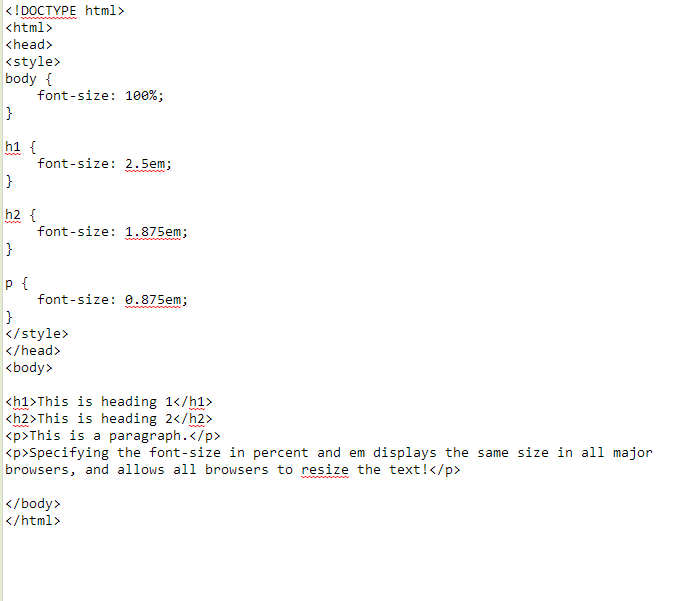 <!DOCTYPE html>
<html>
<head>
<style>
body {
    font-size: 100%;
}

h1 {
    font-size: 2.5em;
}

h2 {
    font-size: 1.875em;
}

p {
    font-size: 0.875em;
}
</style>
</head>
<body>

<h1>This is heading 1</h1>
<h2>This is heading 2</h2>
<p>This is a paragraph.</p>
<p>Specifying the font-size in percent and em displays the same size in all major
browsers, and allows all browsers to resize the text!</p>

</body>
</html>